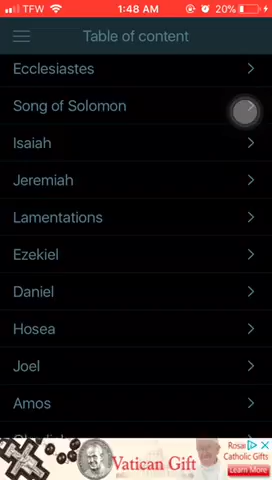 TFW 1:48 AM 20%
Table of content
Ecclesiastes
Song of Solomon
Isaiah
Jeremiah
Lamentations
Ezekiel
Daniel
Hosea
Joel
Amos
Vatican Gift
Catholic Gifts
Learn More